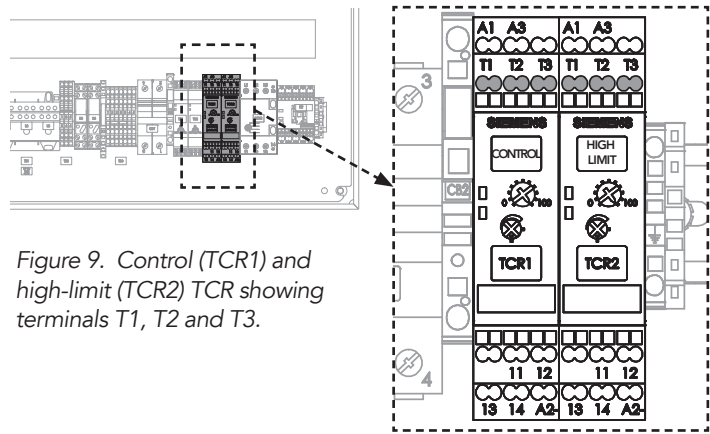 A1 A3 A1 A3
T1 T2 T3 T1 T2 T3
3
SIEMENS SIEMENS
CONTROL
HIGH
LIMIT
CB2
0 100 0 100
TCR1 TCR2
11 12 11 12
4
13 14 A2- 13 14 A2-
Figure 9. Control (TCR1) and
high-limit (TCR2) TCR showing
terminals T1, T2 and T3.